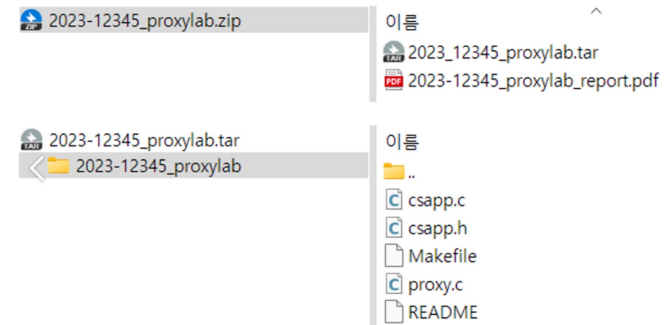 2023-12345_proxylab.zip
이름
2023_12345_proxylab.tar
2023-12345_proxylab_report.pdf
2023-12345_proxylab.tar
2023-12345_proxylab
이름
..
csapp.c
csapp.h
Makefile
proxy.c
README